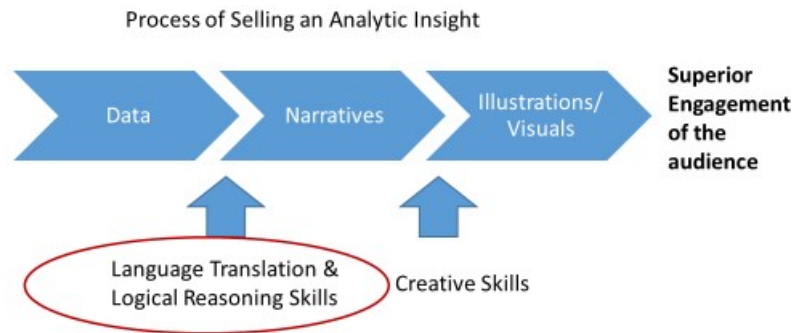 Process of Selling an Analytic Insight
Data
Narratives
Illustrations/
Visuals
Superior
Engagement
of the
audience
Language Translation &
Logical Reasoning Skills
Creative Skills